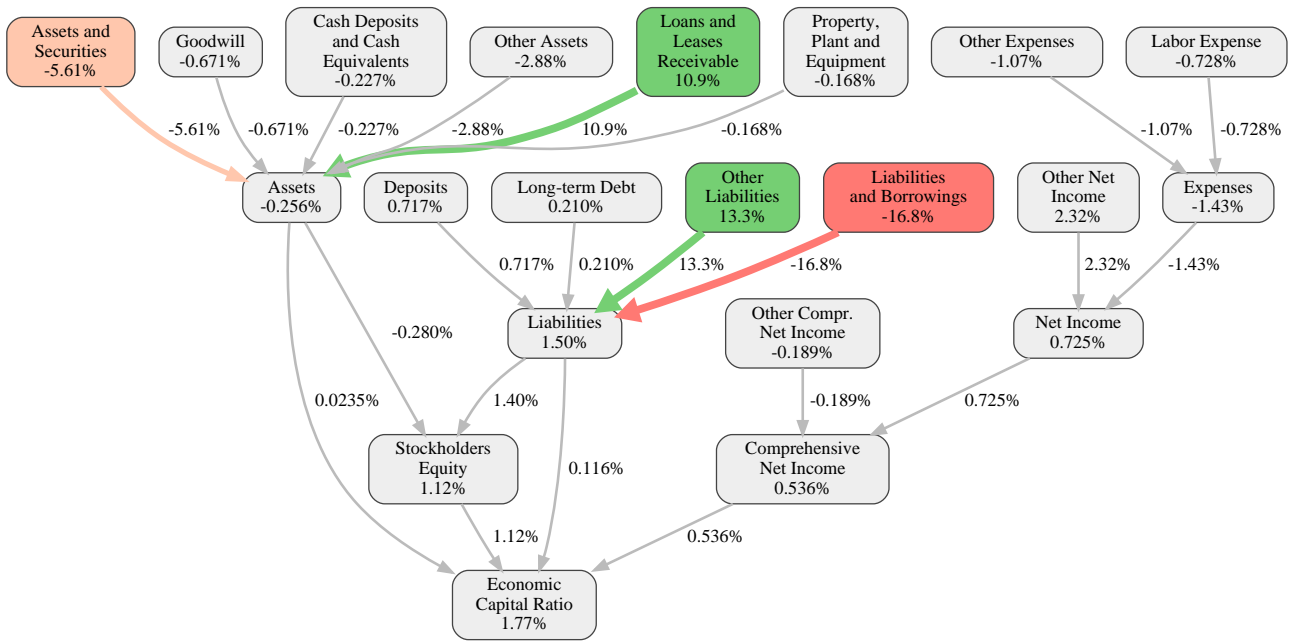 Assets and
Securities
-5.61%
Goodwill
-0.671%
Cash Deposits
and Cash
Equivalents
-0.227%
Other Assets
-2.88%
Loans and
Leases
Receivable
10.9%
Property,
Plant and
Equipment
-0.168%
Other Expenses
-1.07%
Labor Expense
-0.728%
-5.61%
-0.671%
-0.227%
-2.88%
10.9%
-0.168%
-1.07%
-0.728%
Assets
-0.256%
Deposits
0.717%
Long-term Debt
0.210%
Other
Liabilities
13.3%
Liabilities
and Borrowings
-16.8%
Other Net
Income
2.32%
Expenses
-1.43%
0.717%
0.210%
13.3%
-16.8%
2.32%
-1.43%
-0.280%
Liabilities
1.50%
Other Compr.
Net Income
-0.189%
Net Income
0.725%
0.0235%
1.40%
-0.189%
0.725%
Stockholders
Equity
1.12%
0.116%
Comprehensive
Net Income
0.536%
1.12%
0.536%
Economic
Capital Ratio
1.77%